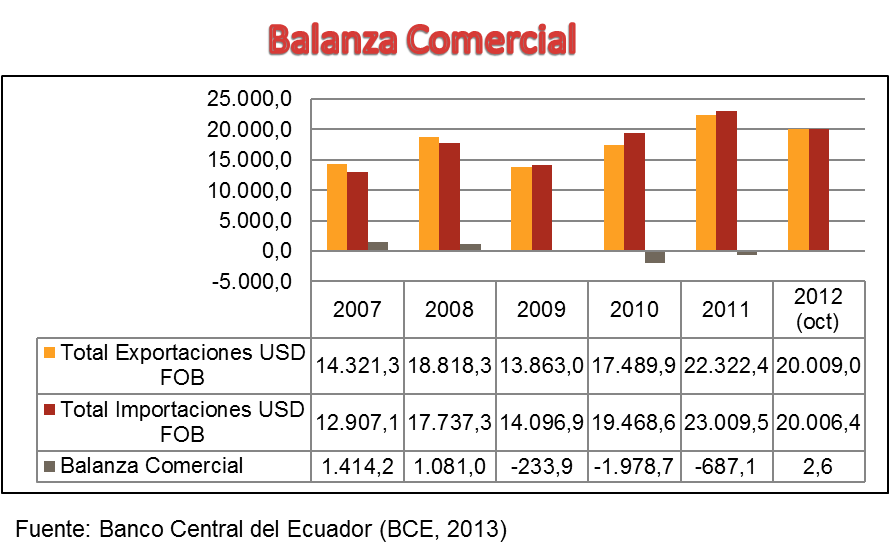 Balanza Comercial
25.000,0
20.000,0
15.000,0
10.000,0
5.000,0
0,0
-5.000,0
2007 2008 2009 2010 2011 2012
(oct)
Total Exportaciones USD
FOB 14.321,3 18.818,3 13.863,0 17.489,9 22.322,4 20.009,0
Total Importaciones USD
FOB 12.907,1 17.737,3 14.096,9 19.468,6 23.009,5 20.006,4
Balanza Comercial 1.414,2 1.081,0 -233,9 -1.978,7 -687,1 2,6
Fuente: Banco Central del Ecuador (BCE, 2013)